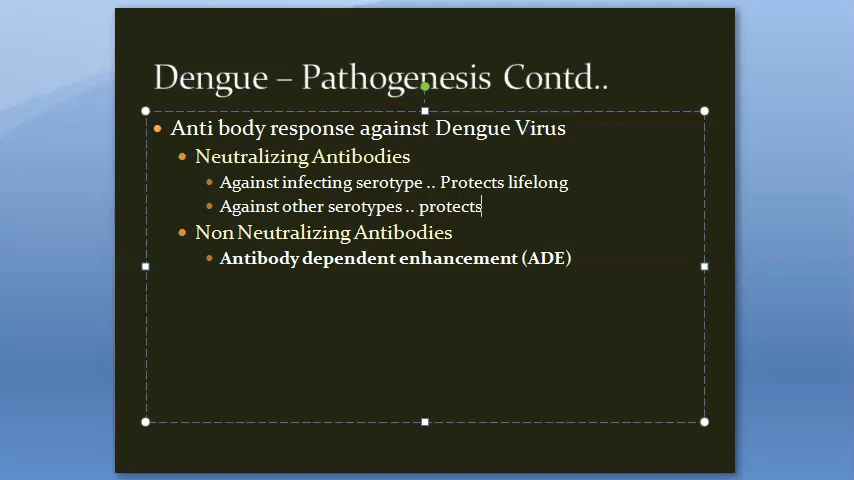 Dengue – Pathogenesis Contd..
Anti body response against Dengue Virus
Neutralizing Antibodies
Against infecting serotype .. Protects lifelong
Against other serotypes .. protects
Non Neutralizing Antibodies
Antibody dependent enhancement (ADE)